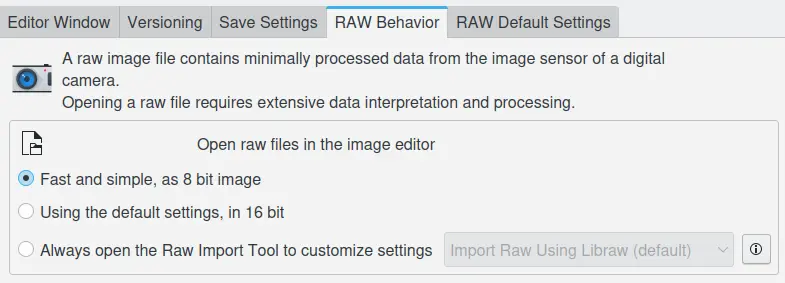 Editor Window Versioning Save Settings RAW Behavior RAW Default Settings
A raw image file contains minimally processed data from the image sensor of a digital
camera.
Opening a raw file requires extensive data interpretation and processing.
Open raw files in the image editor
Fast and simple, as 8 bit image
Using the default settings, in 16 bit
Always open the Raw Import Tool to customize settings Import Raw Using Libraw (default)